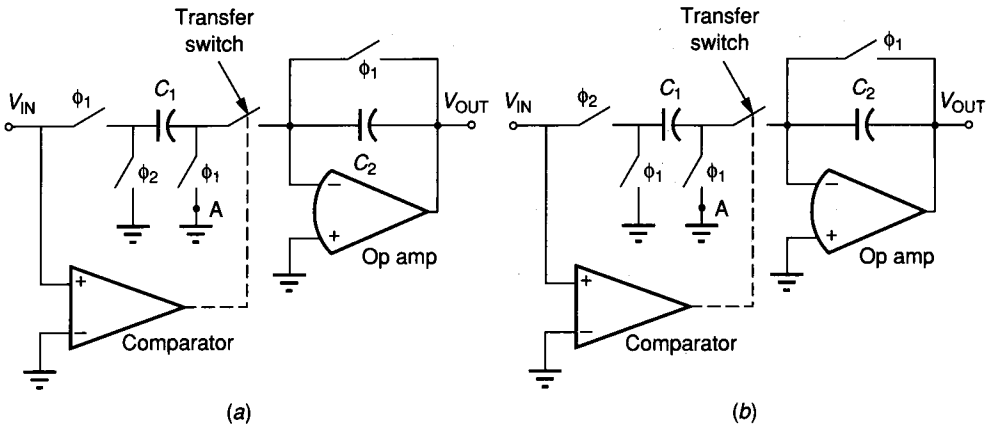 Transfer
switch
V_IN
ϕ1
C1
ϕ1
V_OUT
ϕ2
ϕ1
C2
A
−
+
Op amp
+
−
Comparator
(a)
Transfer
switch
V_IN
ϕ2
C1
ϕ1
C2
V_OUT
ϕ1
ϕ1
A
−
+
Op amp
+
−
Comparator
(b)